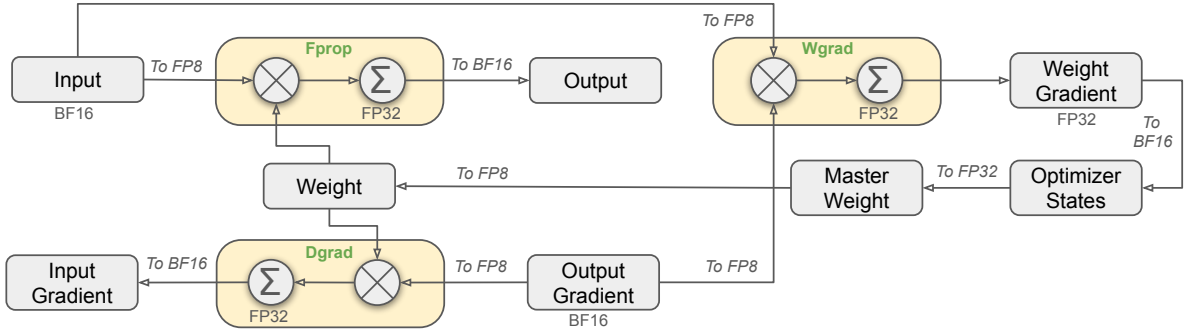 To FP8
Fprop
Wgrad
Input
To FP8
Σ
To BF16
Output
Σ
Weight
Gradient
BF16
FP32
FP32
FP32
To
BF16
Weight
To FP8
Master
Weight
To FP32
Optimizer
States
Dgrad
Input
Gradient
To BF16
Σ
To FP8
Output
Gradient
To FP8
FP32
BF16